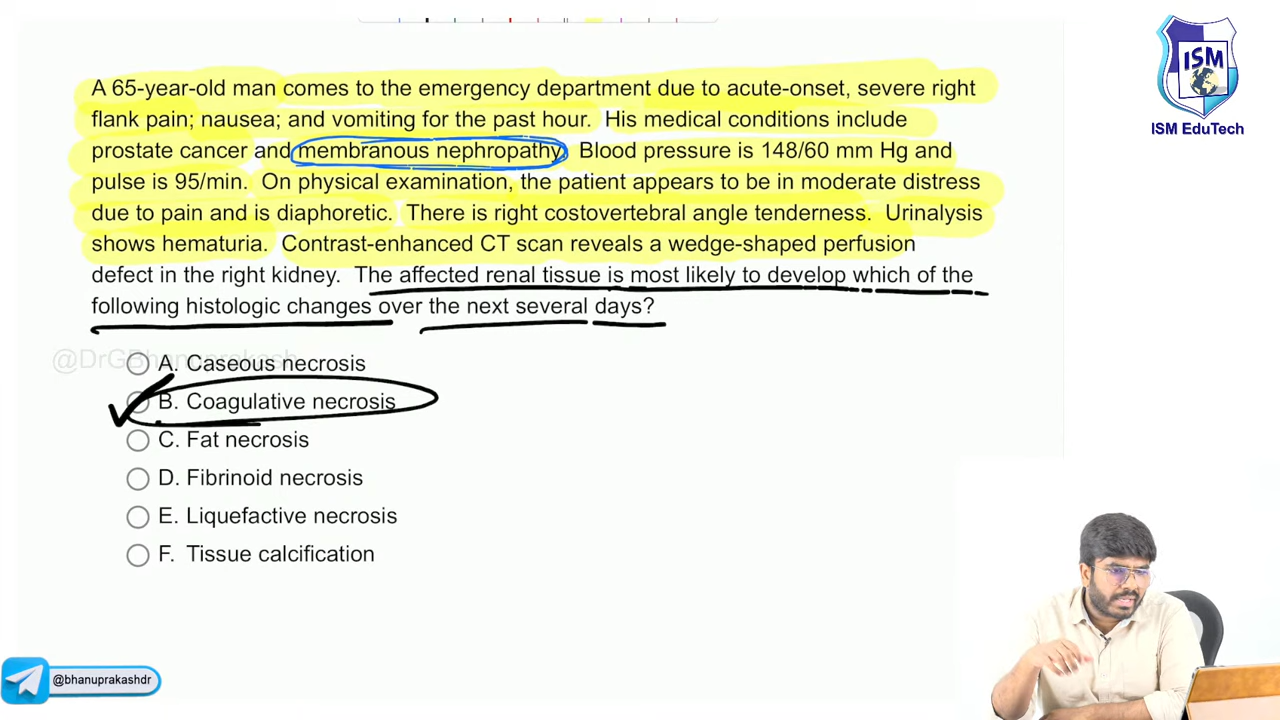 A 65-year-old man comes to the emergency department due to acute-onset, severe right
flank pain; nausea; and vomiting for the past hour. His medical conditions include
prostate cancer and membranous nephropathy. Blood pressure is 148/60 mm Hg and
pulse is 95/min. On physical examination, the patient appears to be in moderate distress
due to pain and is diaphoretic. There is right costovertebral angle tenderness. Urinalysis
shows hematuria. Contrast-enhanced CT scan reveals a wedge-shaped perfusion
defect in the right kidney. The affected renal tissue is most likely to develop which of the
following histologic changes over the next several days?
@DrGBhanuprakash
A. Caseous necrosis
B. Coagulative necrosis
C. Fat necrosis
D. Fibrinoid necrosis
E. Liquefactive necrosis
F. Tissue calcification
ISM
ISM EduTech
@bhanuprakashdr